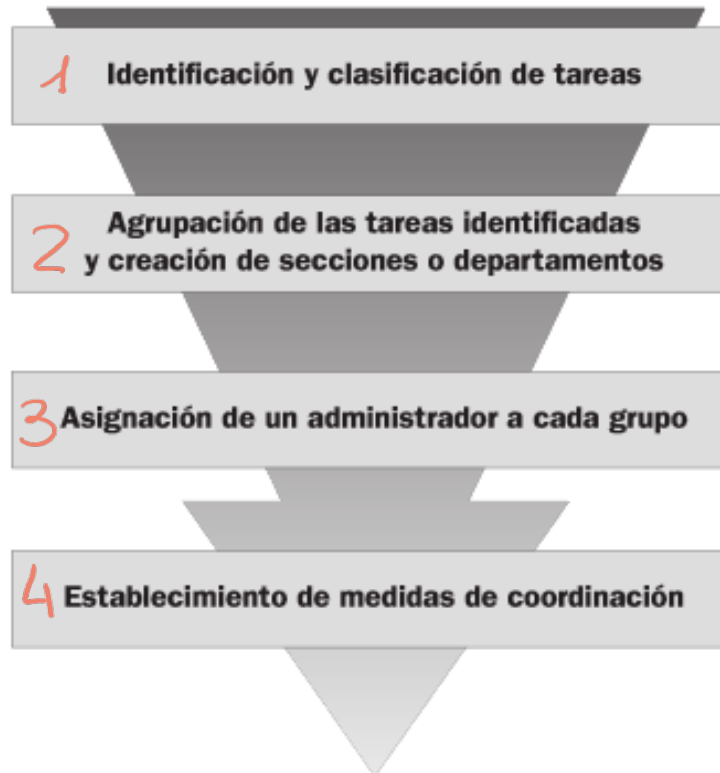 1 Identificación y clasificación de tareas
2 Agrupación de las tareas identificadas
y creación de secciones o departamentos
3 Asignación de un administrador a cada grupo
4 Establecimiento de medidas de coordinación